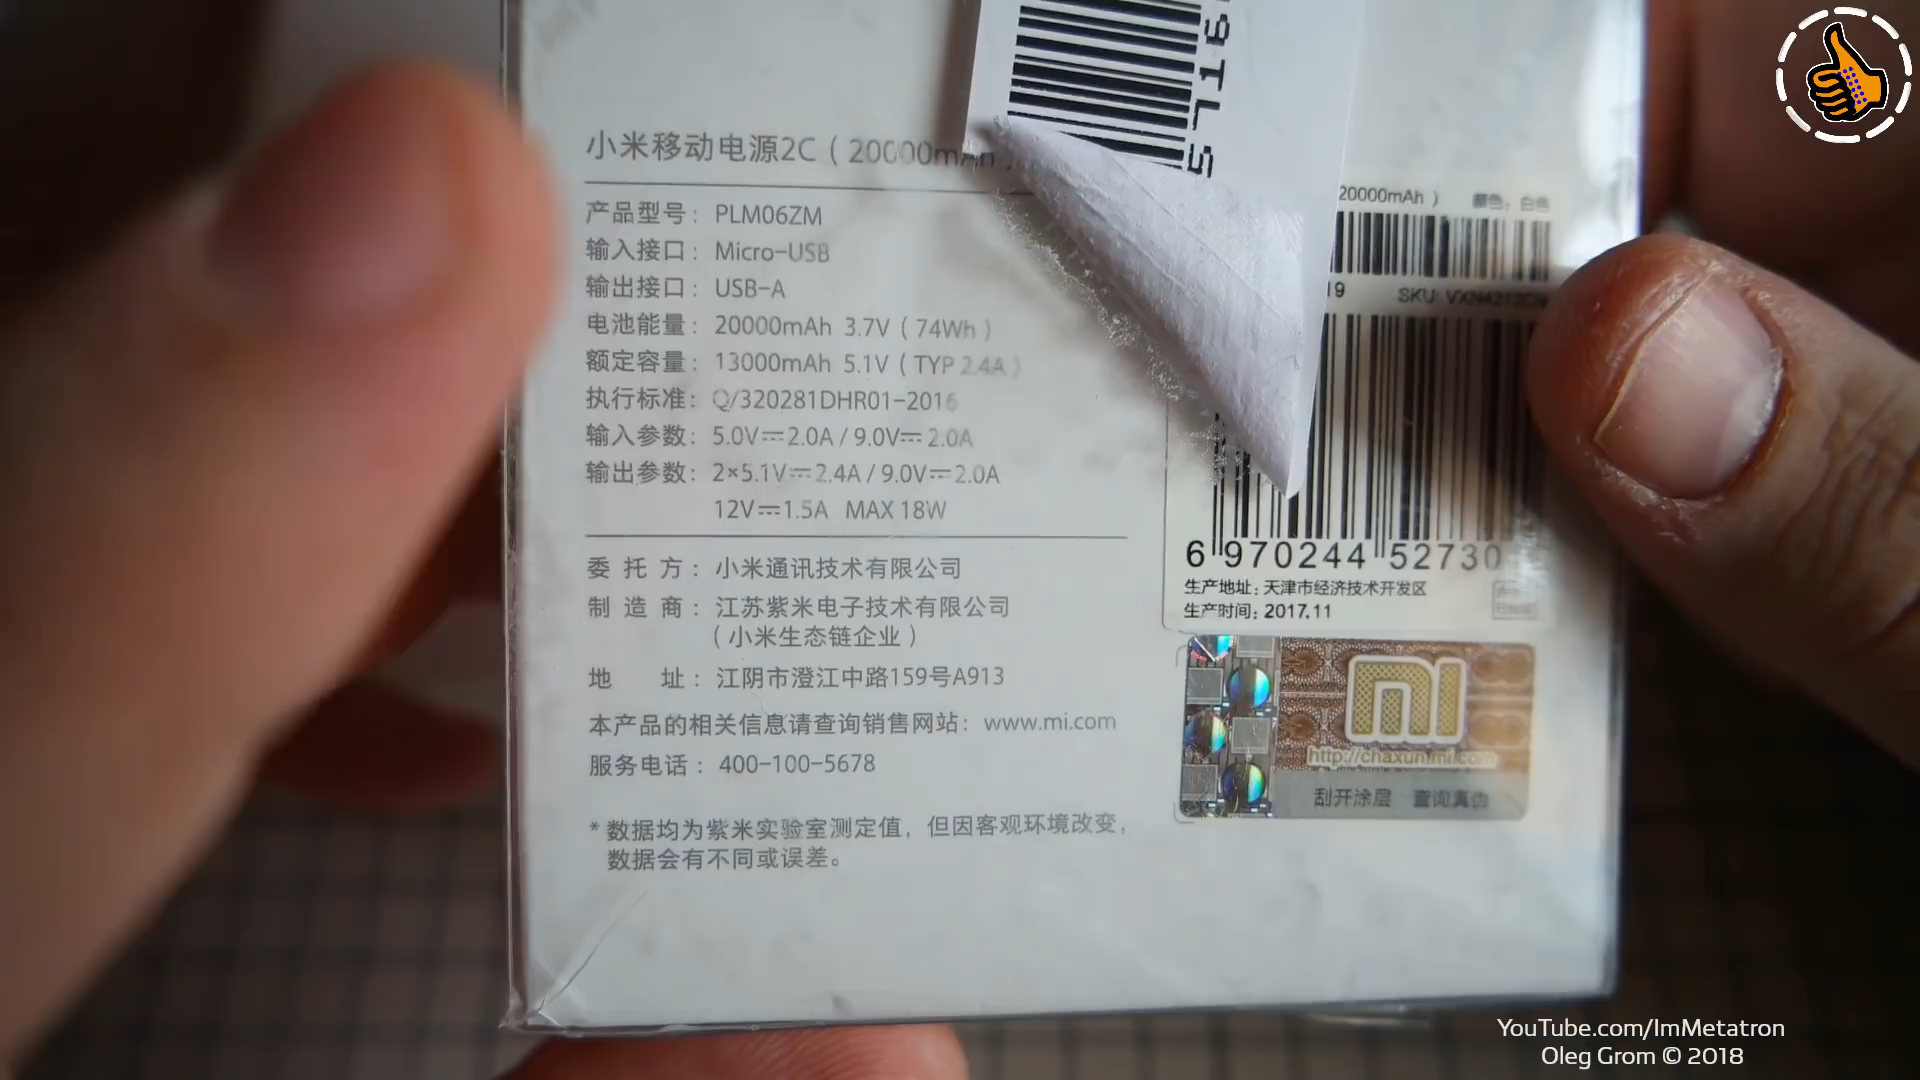 小米移动电源2C（20000mAh）
产品型号：PLM06ZM
输入接口：Micro-USB
输出接口：USB-A
电池能量：20000mAh 3.7V（74Wh）
额定容量：13000mAh 5.1V（TYP 2.4A）
执行标准：Q/320281DHR01-2016
输入参数：5.0V⎓2.0A / 9.0V⎓2.0A
输出参数：2×5.1V⎓2.4A / 9.0V⎓2.0A
12V⎓1.5A MAX 18W
委托方：小米通讯技术有限公司
制造商：江苏紫米电子技术有限公司
（小米生态链企业）
地址：江阴市澄江中路159号A913
本产品的相关信息请查询销售网站：www.mi.com
服务电话：400-100-5678
* 数据均为紫米实验室测定值，但因客观环境改变，
数据会有不同或误差。
20000mAh ） 颜色：白色
19 SKU:
6 970244 52730
生产地址：天津市经济技术开发区
生产时间：2017.11
MI
http://chaxun.mi.com
刮开涂层 查询真伪
YouTube.com/ImMetatron
Oleg Grom © 2018